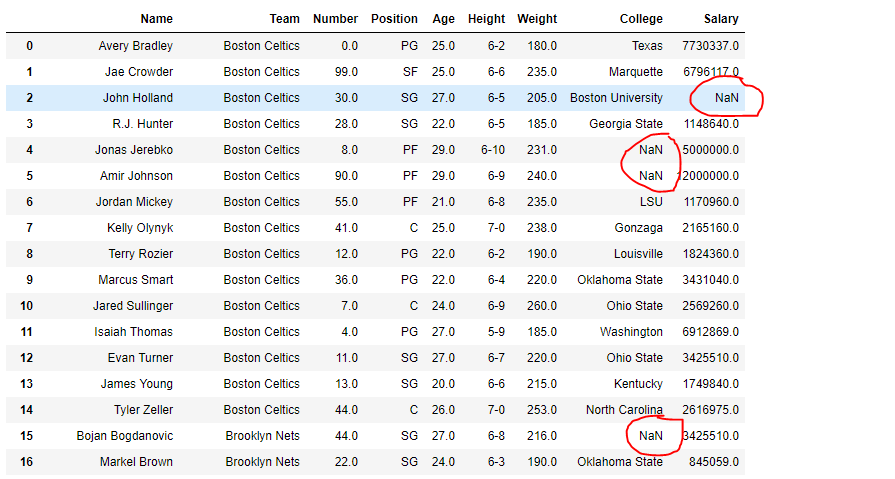 Name Team Number Position Age Height Weight College Salary
0 Avery Bradley Boston Celtics 0.0 PG 25.0 6-2 180.0 Texas 7730337.0
1 Jae Crowder Boston Celtics 99.0 SF 25.0 6-6 235.0 Marquette 6796117.0
2 John Holland Boston Celtics 30.0 SG 27.0 6-5 205.0 Boston University NaN
3 R.J. Hunter Boston Celtics 28.0 SG 22.0 6-5 185.0 Georgia State 1148640.0
4 Jonas Jerebko Boston Celtics 8.0 PF 29.0 6-10 231.0 NaN 5000000.0
5 Amir Johnson Boston Celtics 90.0 PF 29.0 6-9 240.0 NaN 12000000.0
6 Jordan Mickey Boston Celtics 55.0 PF 21.0 6-8 235.0 LSU 1170960.0
7 Kelly Olynyk Boston Celtics 41.0 C 25.0 7-0 238.0 Gonzaga 2165160.0
8 Terry Rozier Boston Celtics 12.0 PG 22.0 6-2 190.0 Louisville 1824360.0
9 Marcus Smart Boston Celtics 36.0 PG 22.0 6-4 220.0 Oklahoma State 3431040.0
10 Jared Sullinger Boston Celtics 7.0 C 24.0 6-9 260.0 Ohio State 2569260.0
11 Isaiah Thomas Boston Celtics 4.0 PG 27.0 5-9 185.0 Washington 6912869.0
12 Evan Turner Boston Celtics 11.0 SG 27.0 6-7 220.0 Ohio State 3425510.0
13 James Young Boston Celtics 13.0 SG 20.0 6-6 215.0 Kentucky 1749840.0
14 Tyler Zeller Boston Celtics 44.0 C 26.0 7-0 253.0 North Carolina 2616975.0
15 Bojan Bogdanovic Brooklyn Nets 44.0 SG 27.0 6-8 216.0 NaN 3425510.0
16 Markel Brown Brooklyn Nets 22.0 SG 24.0 6-3 190.0 Oklahoma State 845059.0